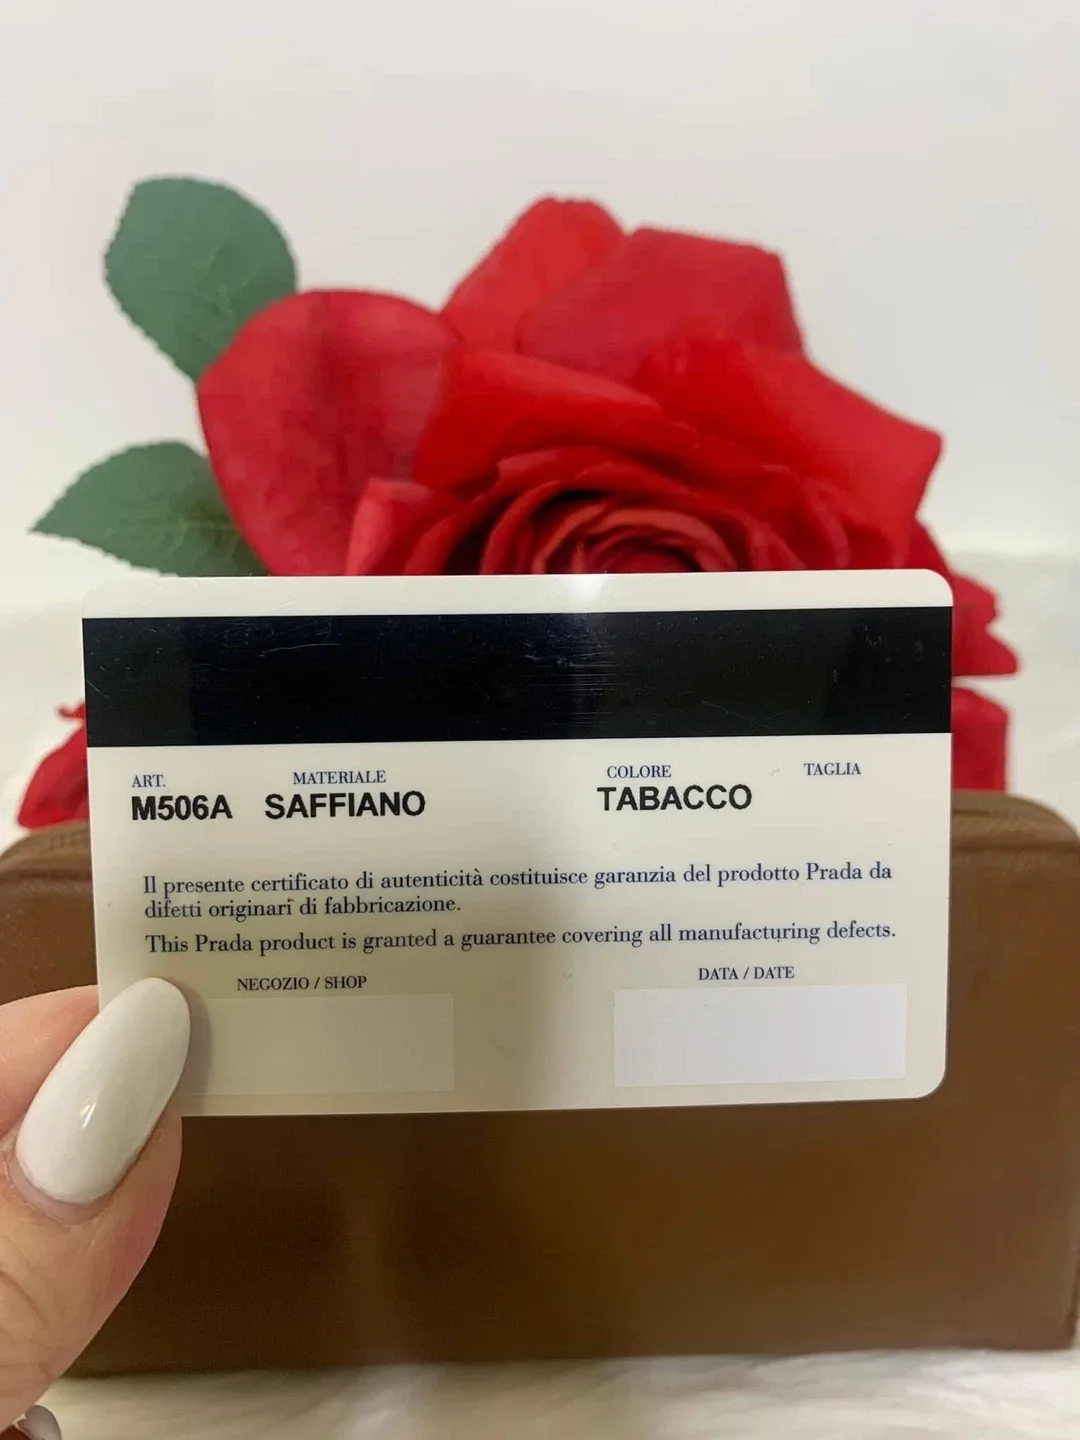 ART. MATERIALE COLORE TAGLIA
M506A SAFFIANO TABACCO
Il presente certificato di autenticità costituisce garanzia del prodotto Prada da
difetti originari di fabbricazione.
This Prada product is granted a guarantee covering all manufacturing defects.
NEGOZIO / SHOP DATA / DATE